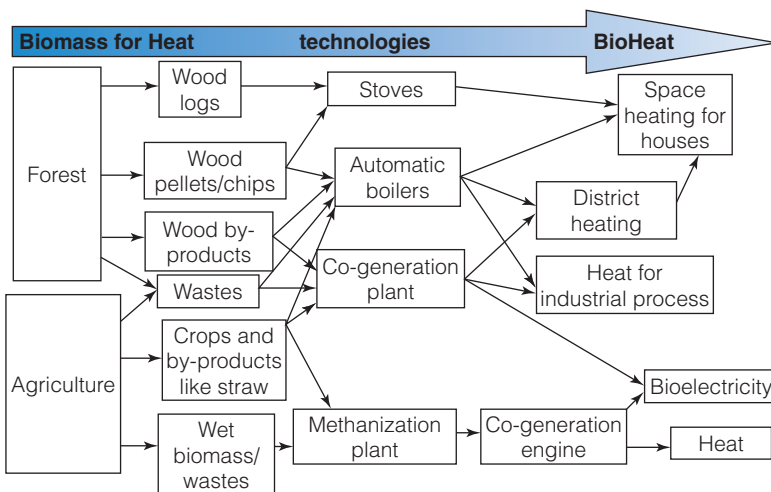 Biomass for Heat technologies BioHeat
Wood
logs
Stoves
Space
heating for
houses
Forest
Wood
pellets/chips
Automatic
boilers
District
heating
Wood by-
products
Wastes
Co-generation
plant
Heat for
industrial process
Agriculture
Crops and
by-products
like straw
Bioelectricity
Wet
biomass/
wastes
Methanization
plant
Co-generation
engine
Heat